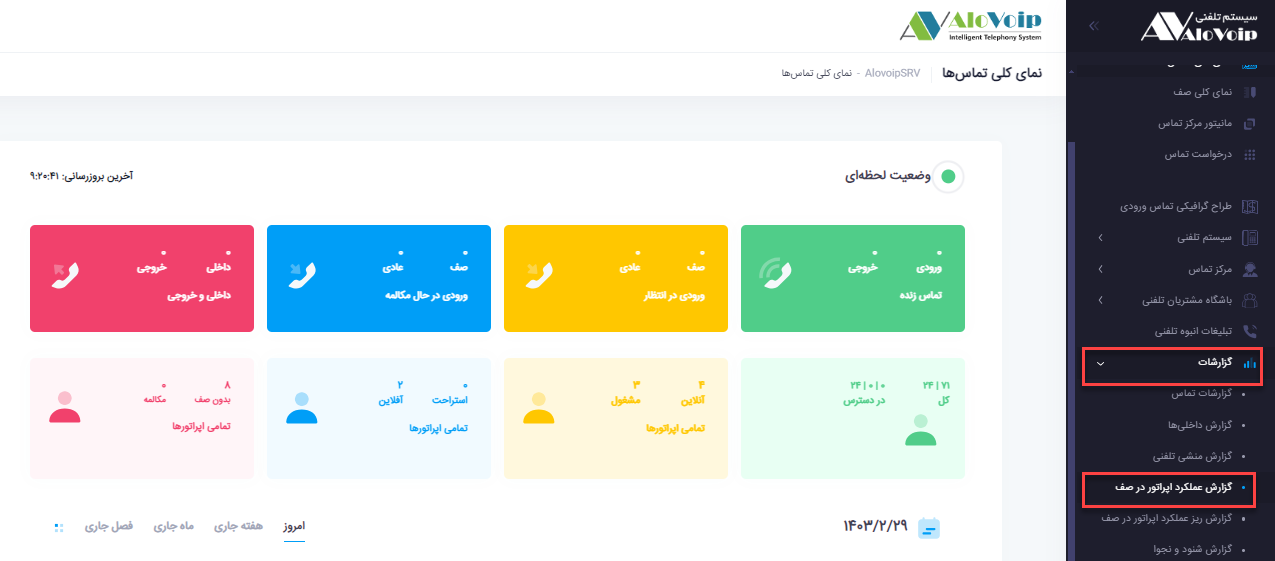 سیستم تلفنی
AloVoip
AloVoip
Intelligent Telephony System
نمای کلی تماس‌ها
AlovoipSRV - نمای کلی تماس‌ها
نمای کلی صف
مانیتور مرکز تماس
درخواست تماس
طراح گرافیکی تماس ورودی
سیستم تلفنی
مرکز تماس
باشگاه مشتریان تلفنی
تبلیغات انبوه تلفنی
گزارشات
گزارشات تماس
گزارش داخلی‌ها
گزارش منشی تلفنی
گزارش عملکرد اپراتور در صف
گزارش ریز عملکرد اپراتور در صف
گزارش شنود و نجوا
وضعیت لحظه‌ای
آخرین بروزرسانی: ۹:۲۰:۴۱
۰ ۰
ورودی خروجی
تماس زنده
۰ ۰
صف عادی
ورودی در انتظار
۰ ۰
صف عادی
ورودی در حال مکالمه
۰ ۰
داخلی خروجی
داخلی و خروجی
۷۱ | ۲۴ ۰ | ۰ | ۲۴
کل در دسترس
۴ ۳
آنلاین مشغول
تمامی اپراتورها
۰ ۲
استراحت آفلاین
تمامی اپراتورها
۸ ۰
بدون صف مکالمه
تمامی اپراتورها
۱۴۰۳/۲/۲۹
امروز هفته جاری ماه جاری فصل جاری